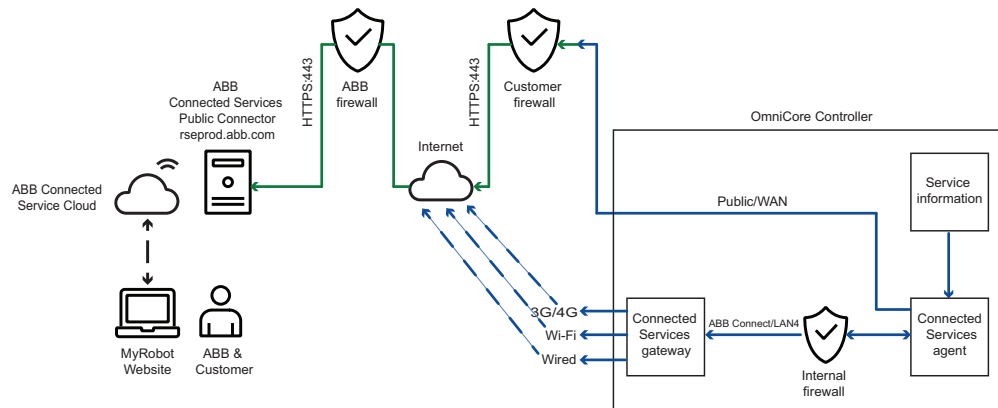 ABB
Connected Services
Public Connector
rseprod.abb.com
HTTPS:443
ABB
firewall
HTTPS:443
Customer
firewall
Internet
OmniCore Controller
ABB Connected
Service Cloud
Service
information
Public/WAN
3G/4G
Wi-Fi
Wired
Connected
Services
gateway
ABB Connect/LAN4
Internal
firewall
Connected
Services
agent
MyRobot
Website
ABB &
Customer